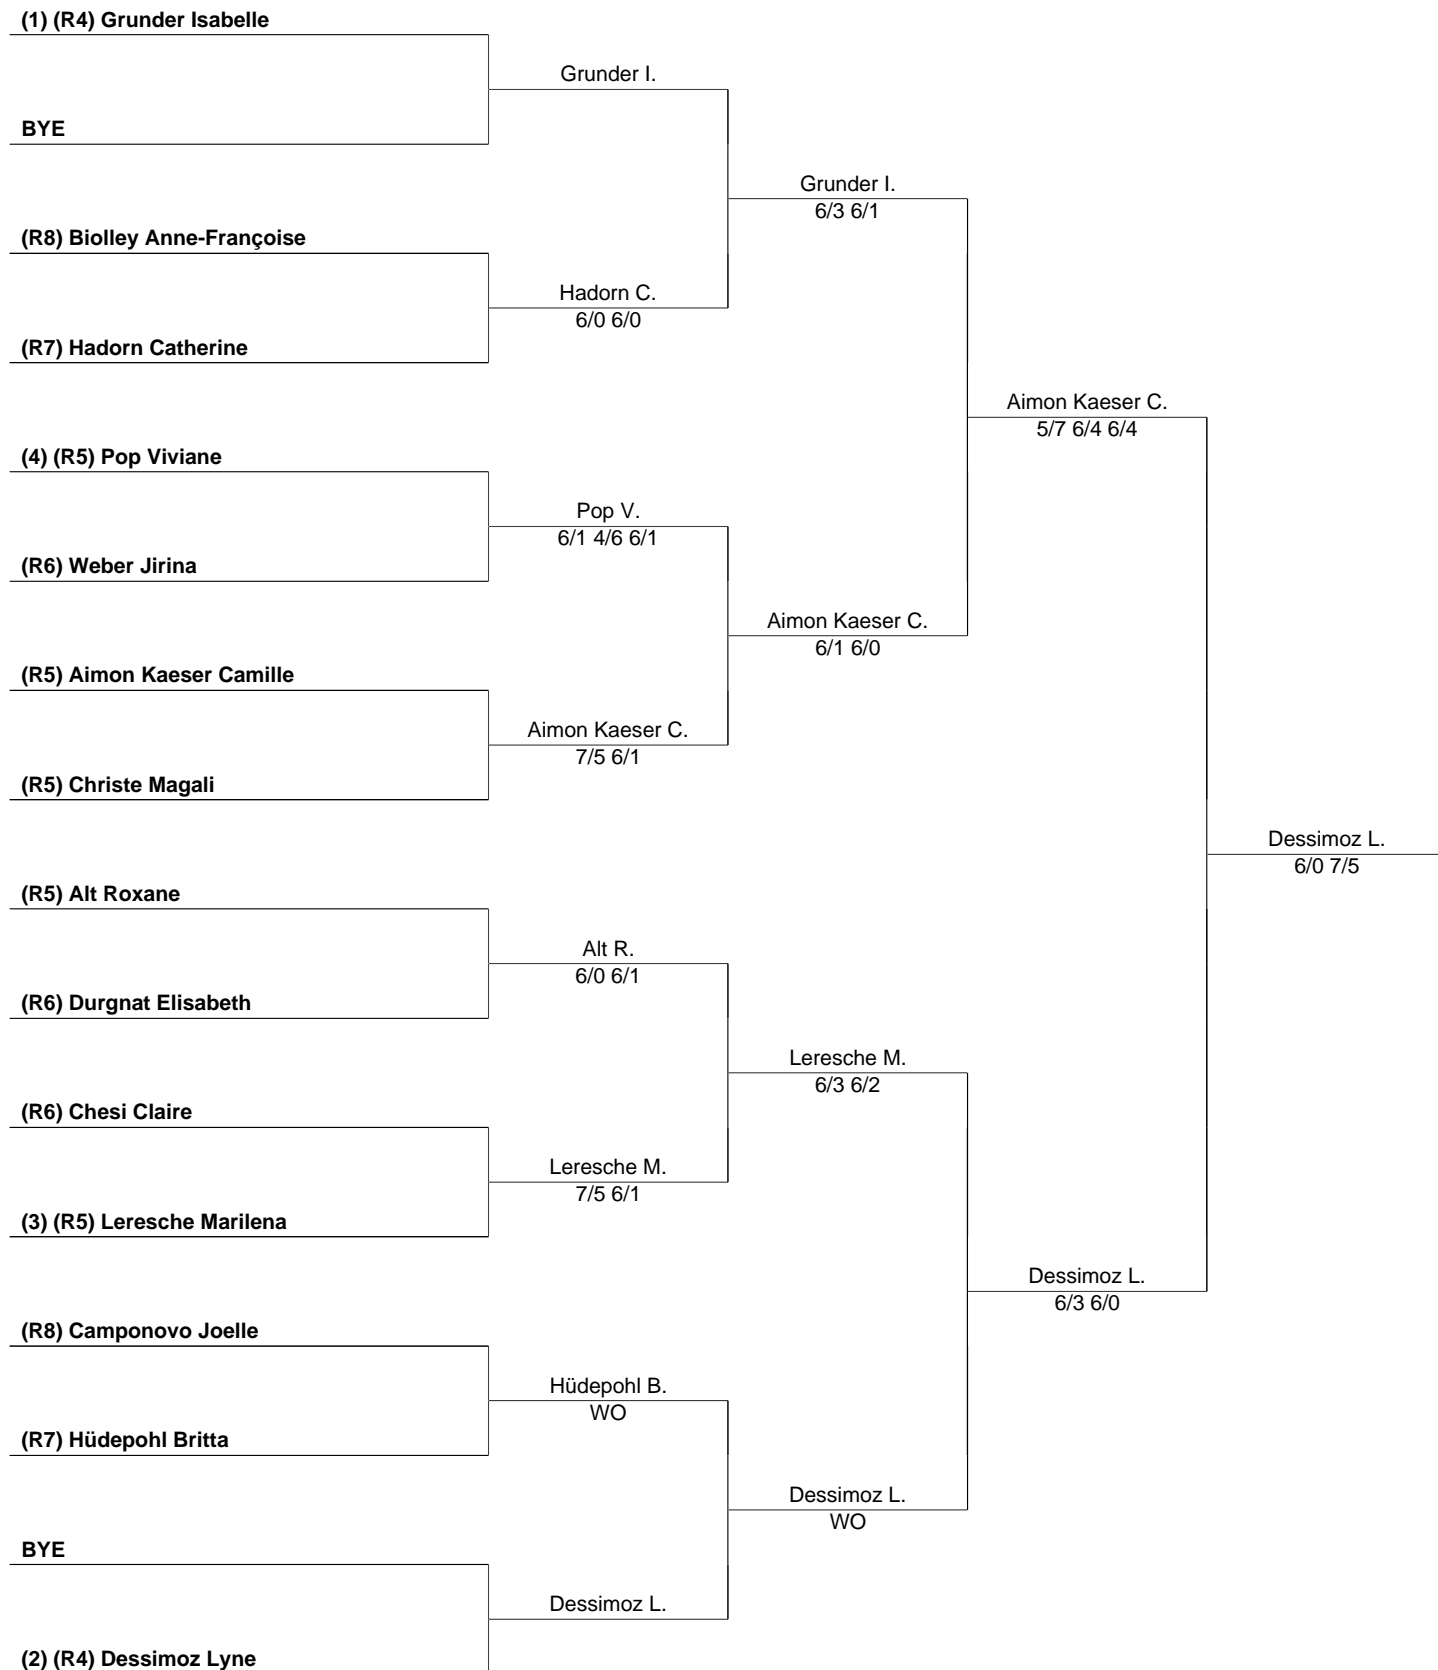 (1) (R4) Grunder Isabelle
Grunder I.
BYE
Grunder I.
6/3 6/1
(R8) Biolley Anne-Françoise
Hadorn C.
6/0 6/0
(R7) Hadorn Catherine
Aimon Kaeser C.
5/7 6/4 6/4
(4) (R5) Pop Viviane
Pop V.
6/1 4/6 6/1
(R6) Weber Jirina
Aimon Kaeser C.
6/1 6/0
(R5) Aimon Kaeser Camille
Aimon Kaeser C.
7/5 6/1
(R5) Christe Magali
Dessimoz L.
6/0 7/5
(R5) Alt Roxane
Alt R.
6/0 6/1
(R6) Durgnat Elisabeth
Leresche M.
6/3 6/2
(R6) Chesi Claire
Leresche M.
7/5 6/1
(3) (R5) Leresche Marilena
Dessimoz L.
6/3 6/0
(R8) Camponovo Joelle
Hüdepohl B.
WO
(R7) Hüdepohl Britta
Dessimoz L.
WO
BYE
Dessimoz L.
(2) (R4) Dessimoz Lyne